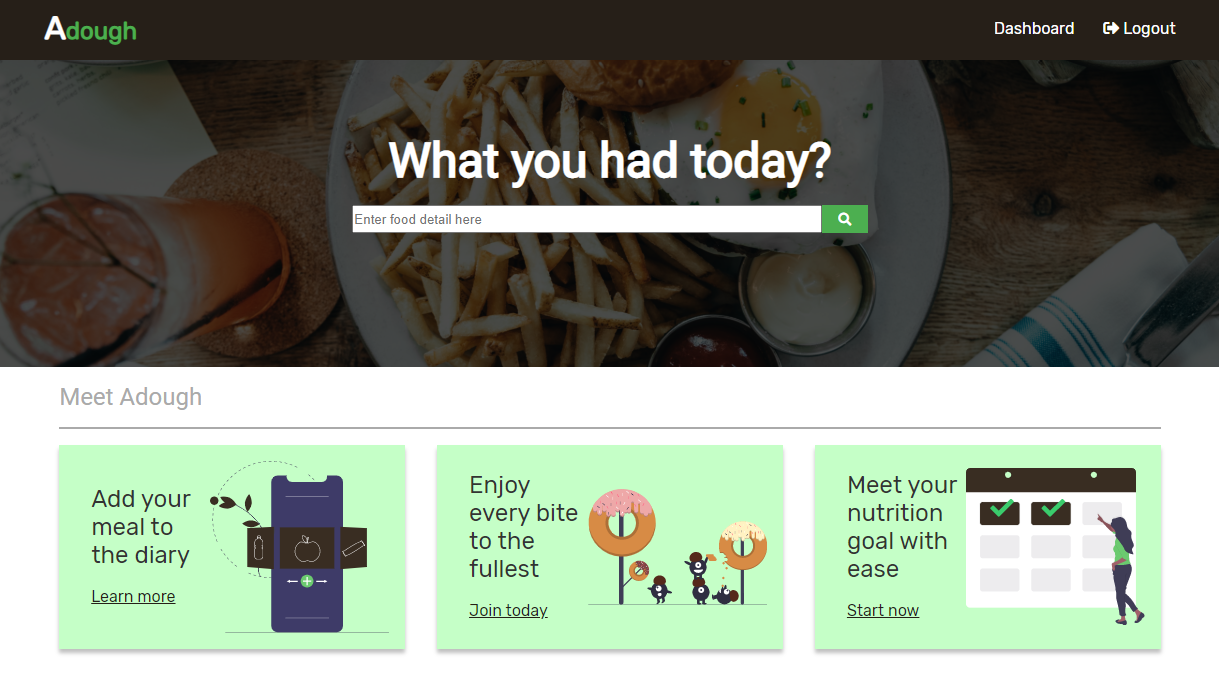 Adough
Dashboard
Logout
What you had today?
Enter food detail here
Meet Adough
Add your
meal to
the diary
Learn more
Enjoy
every bite
to the
fullest
Join today
Meet your
nutrition
goal with
ease
Start now